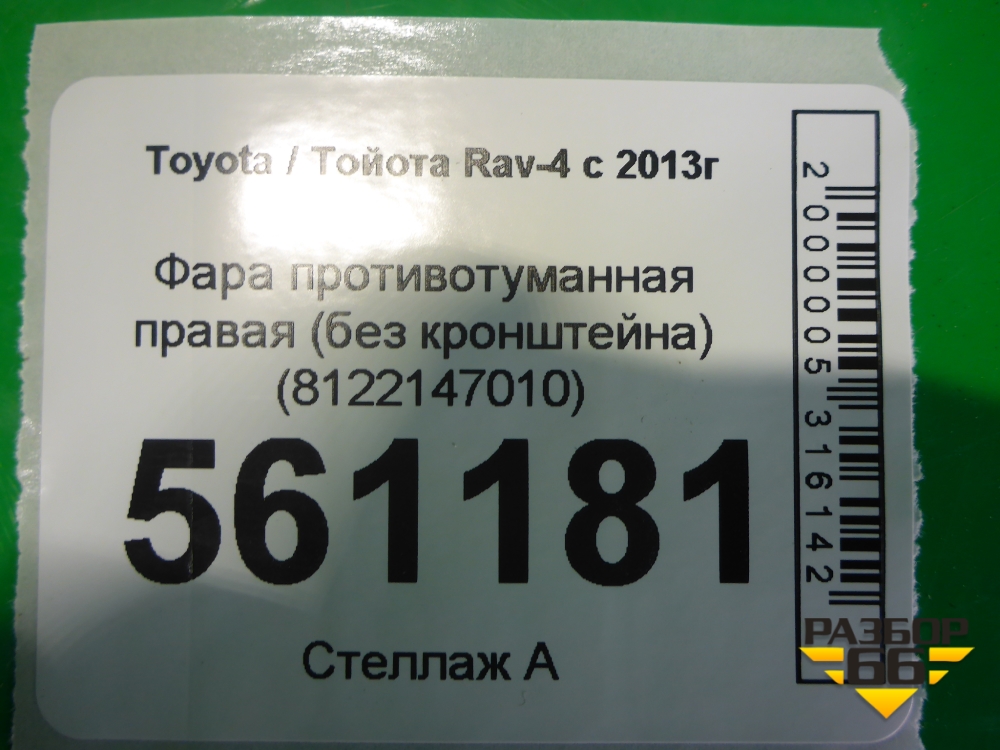 Toyota / Тойота Rav-4 с 2013г
Фара противотуманная
правая (без кронштейна)
(8122147010)
561181
Стеллаж А
2000005316142
РАЗБОР
66